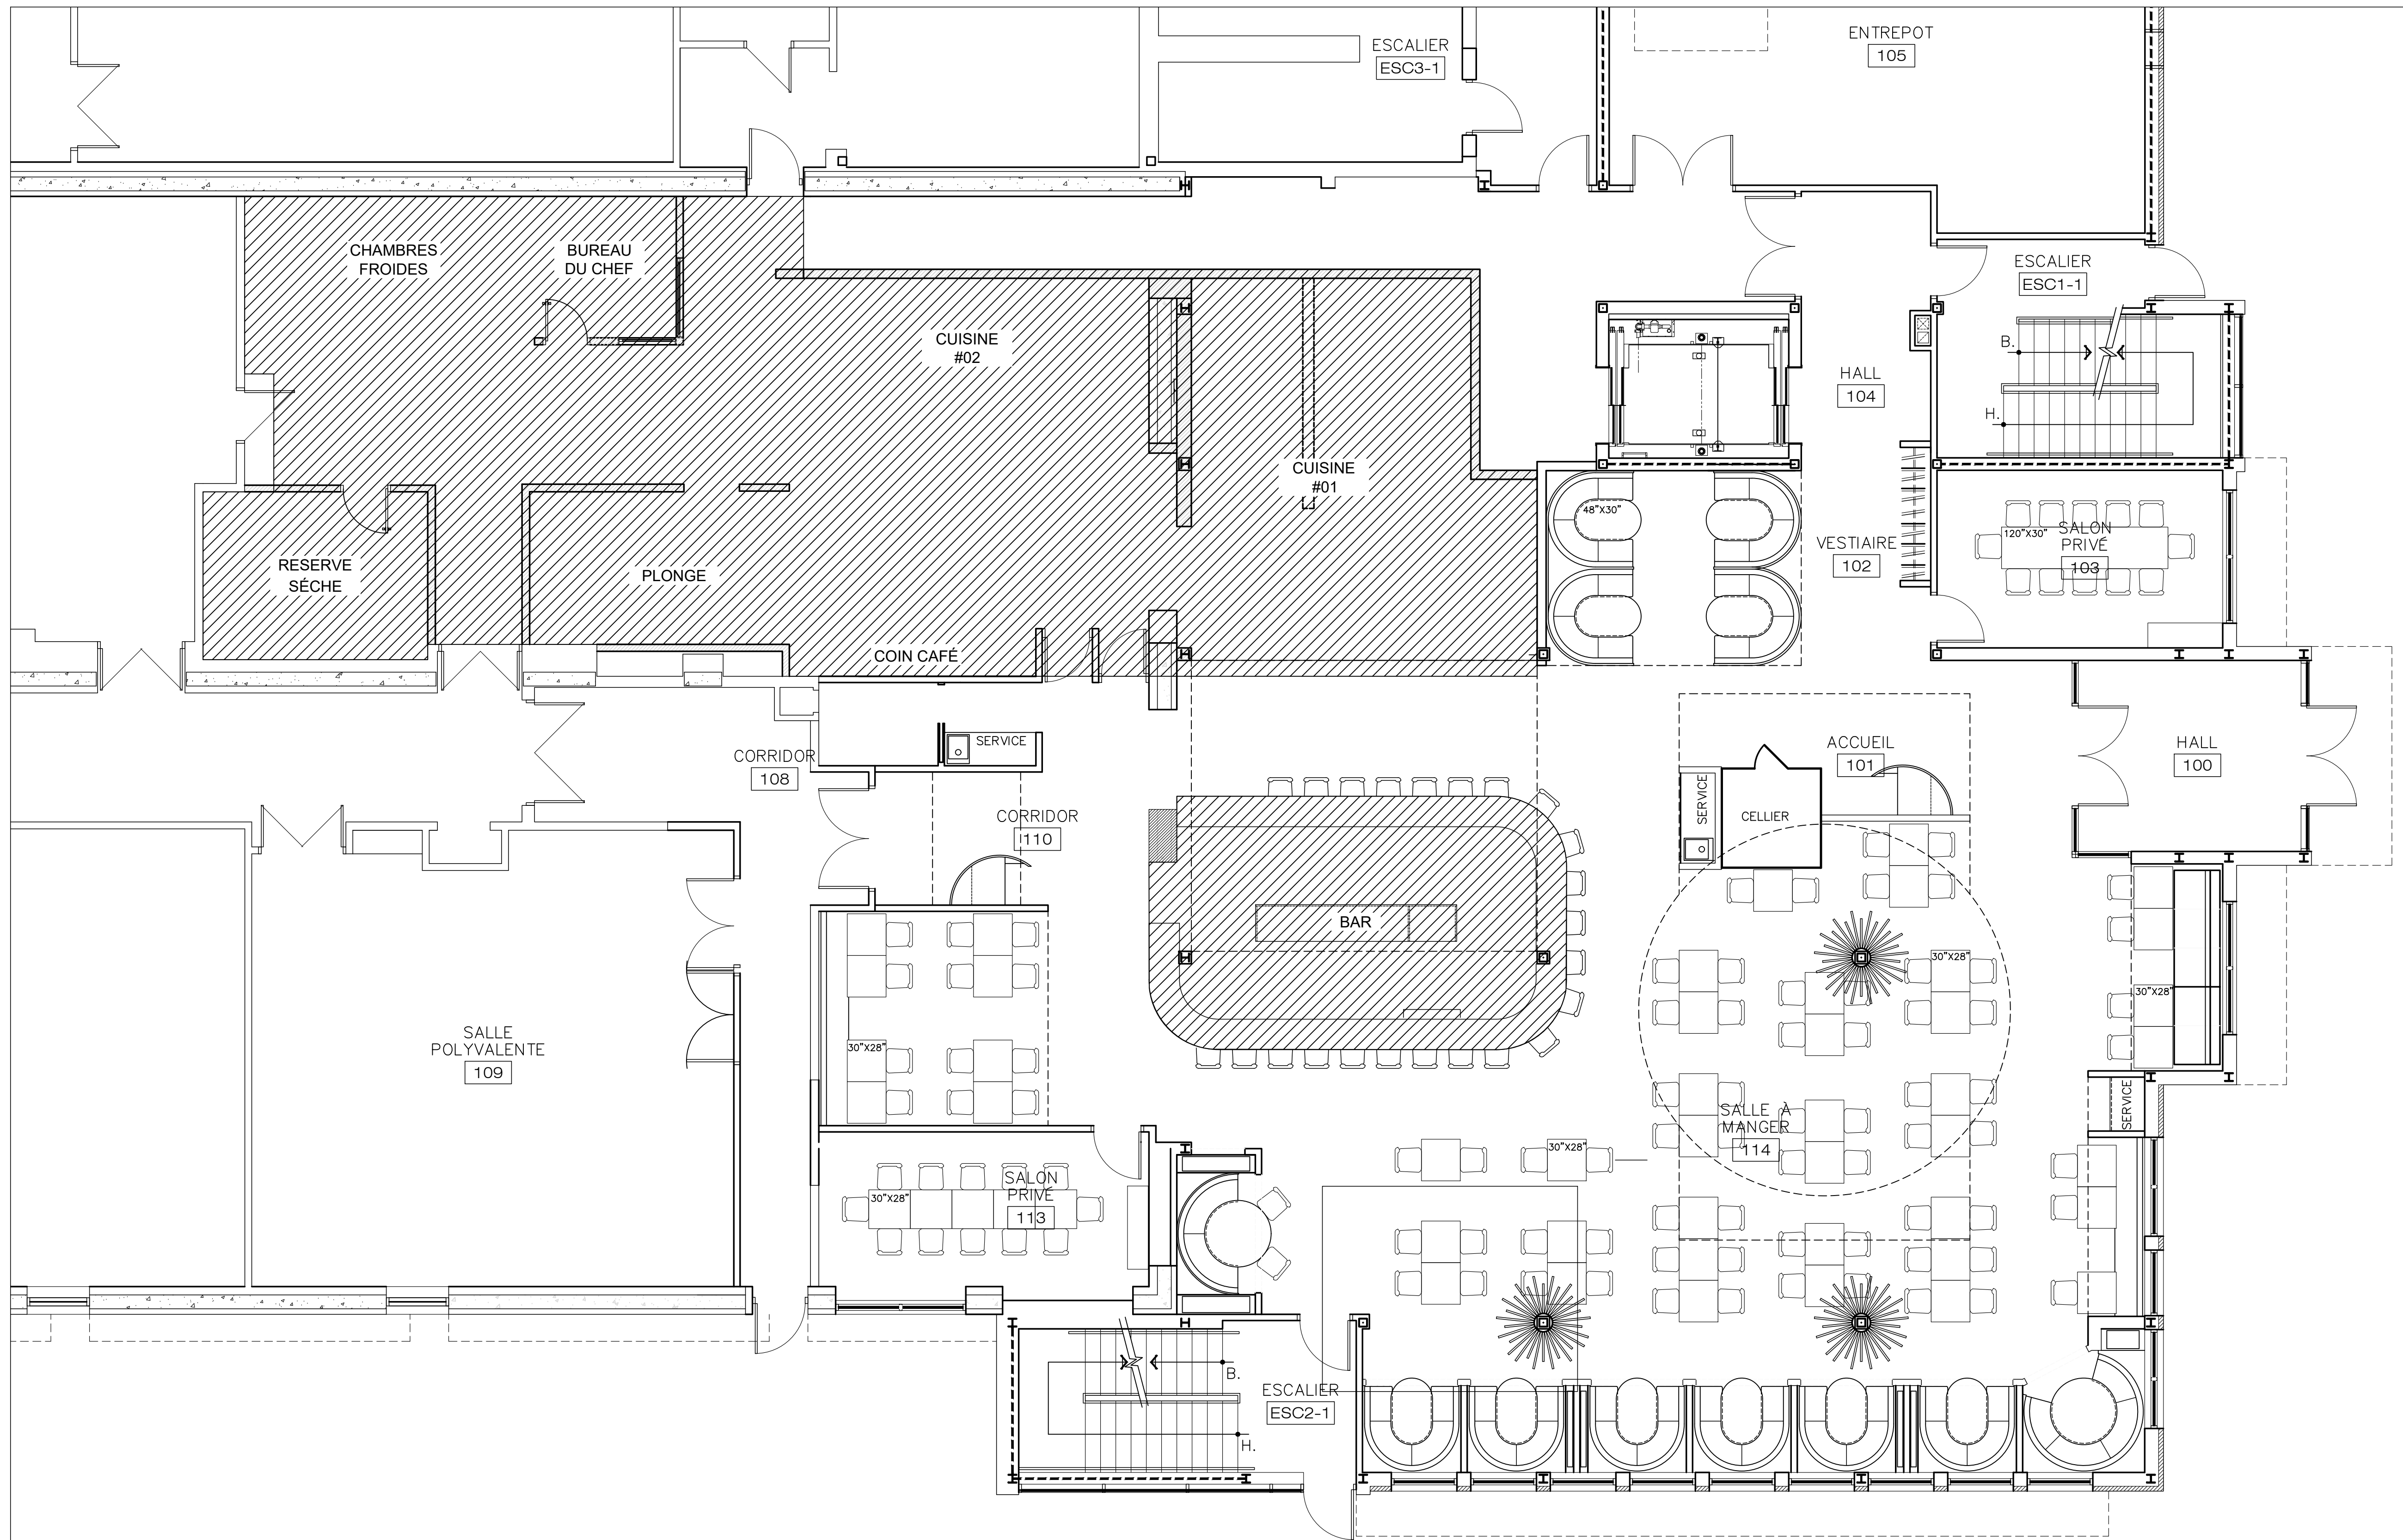 ESCALIER
ESC3-1
ENTREPOT
105
CHAMBRES
FROIDES
BUREAU
DU CHEF
ESCALIER
ESC1-1
CUISINE
#02
B.
HALL
104
H.
CUISINE
#01
48"X30"
120"X30"
SALON
PRIVÉ
103
VESTIAIRE
102
RESERVE
SÉCHE
PLONGE
COIN CAFÉ
SERVICE
CORRIDOR
108
ACCUEIL
101
HALL
100
SERVICE
CELLIER
CORRIDOR
110
BAR
30"X28"
30"X28"
SALLE
POLYVALENTE
109
30"X28"
SALLE À
MANGER
114
SERVICE
30"X28"
SALON
PRIVÉ
113
30"X28"
B.
ESCALIER
ESC2-1
H.